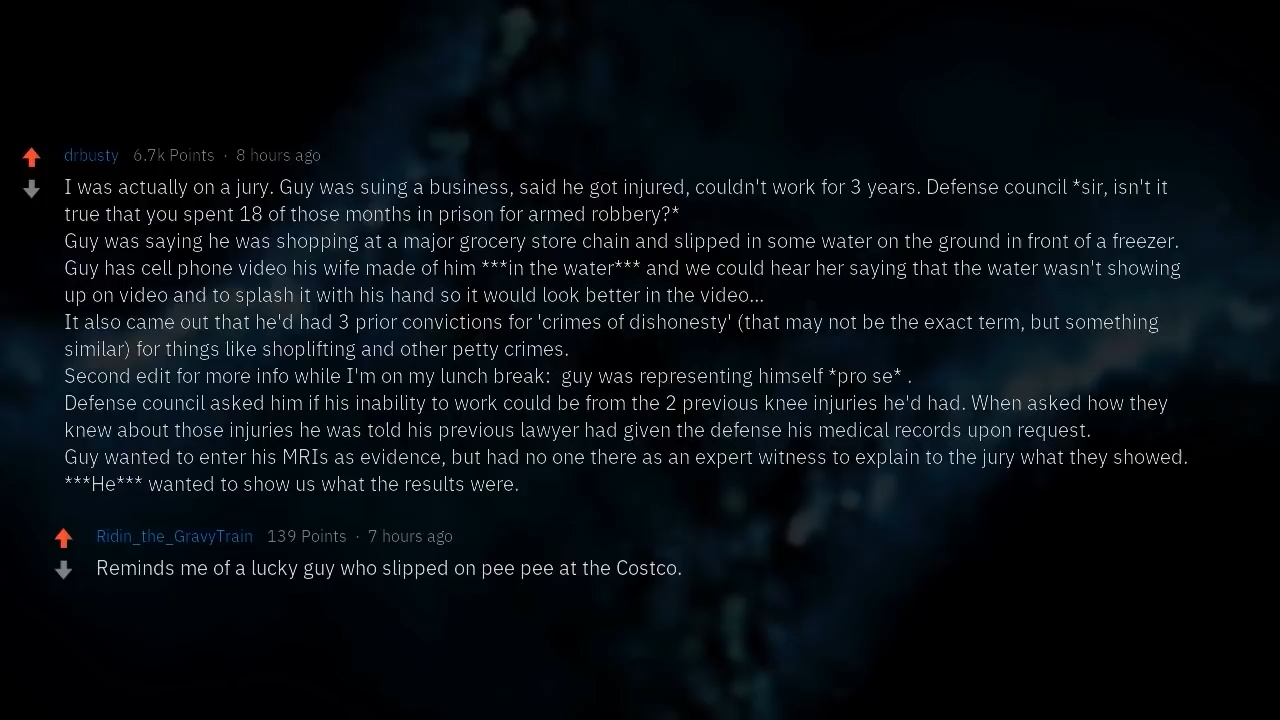 drbusty 6.7k Points · 8 hours ago
I was actually on a jury. Guy was suing a business, said he got injured, couldn't work for 3 years. Defense council *sir, isn't it
true that you spent 18 of those months in prison for armed robbery?*
Guy was saying he was shopping at a major grocery store chain and slipped in some water on the ground in front of a freezer.
Guy has cell phone video his wife made of him ***in the water*** and we could hear her saying that the water wasn't showing
up on video and to splash it with his hand so it would look better in the video...
It also came out that he'd had 3 prior convictions for 'crimes of dishonesty' (that may not be the exact term, but something
similar) for things like shoplifting and other petty crimes.
Second edit for more info while I'm on my lunch break:  guy was representing himself *pro se* .
Defense council asked him if his inability to work could be from the 2 previous knee injuries he'd had. When asked how they
knew about those injuries he was told his previous lawyer had given the defense his medical records upon request.
Guy wanted to enter his MRIs as evidence, but had no one there as an expert witness to explain to the jury what they showed.
***He*** wanted to show us what the results were.
Ridin_the_GravyTrain 139 Points · 7 hours ago
Reminds me of a lucky guy who slipped on pee pee at the Costco.